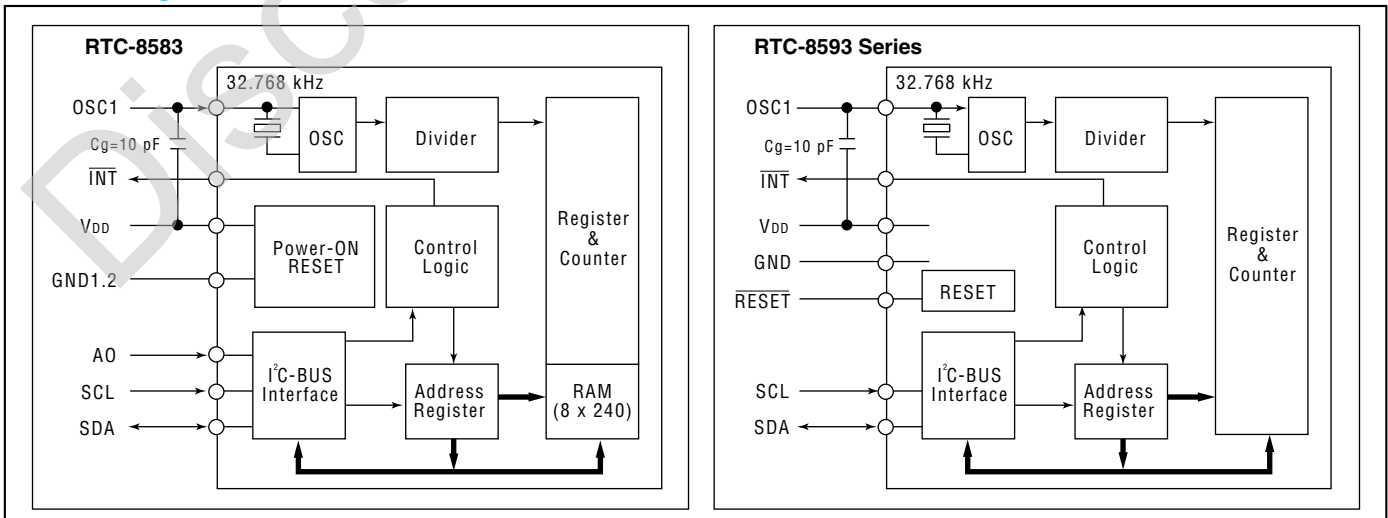 RTC-8583
32.768 kHz
OSC1
Cg=10 pF
OSC
Divider
INT
VDD
Power-ON
RESET
Control
Logic
Register
&
Counter
GND1.2
AO
SCL
SDA
I²C-BUS
Interface
Address
Register
RAM
(8 x 240)
RTC-8593 Series
32.768 kHz
OSC1
Cg=10 pF
OSC
Divider
INT
VDD
GND
RESET
RESET
Control
Logic
Register
&
Counter
SCL
SDA
I²C-BUS
Interface
Address
Register